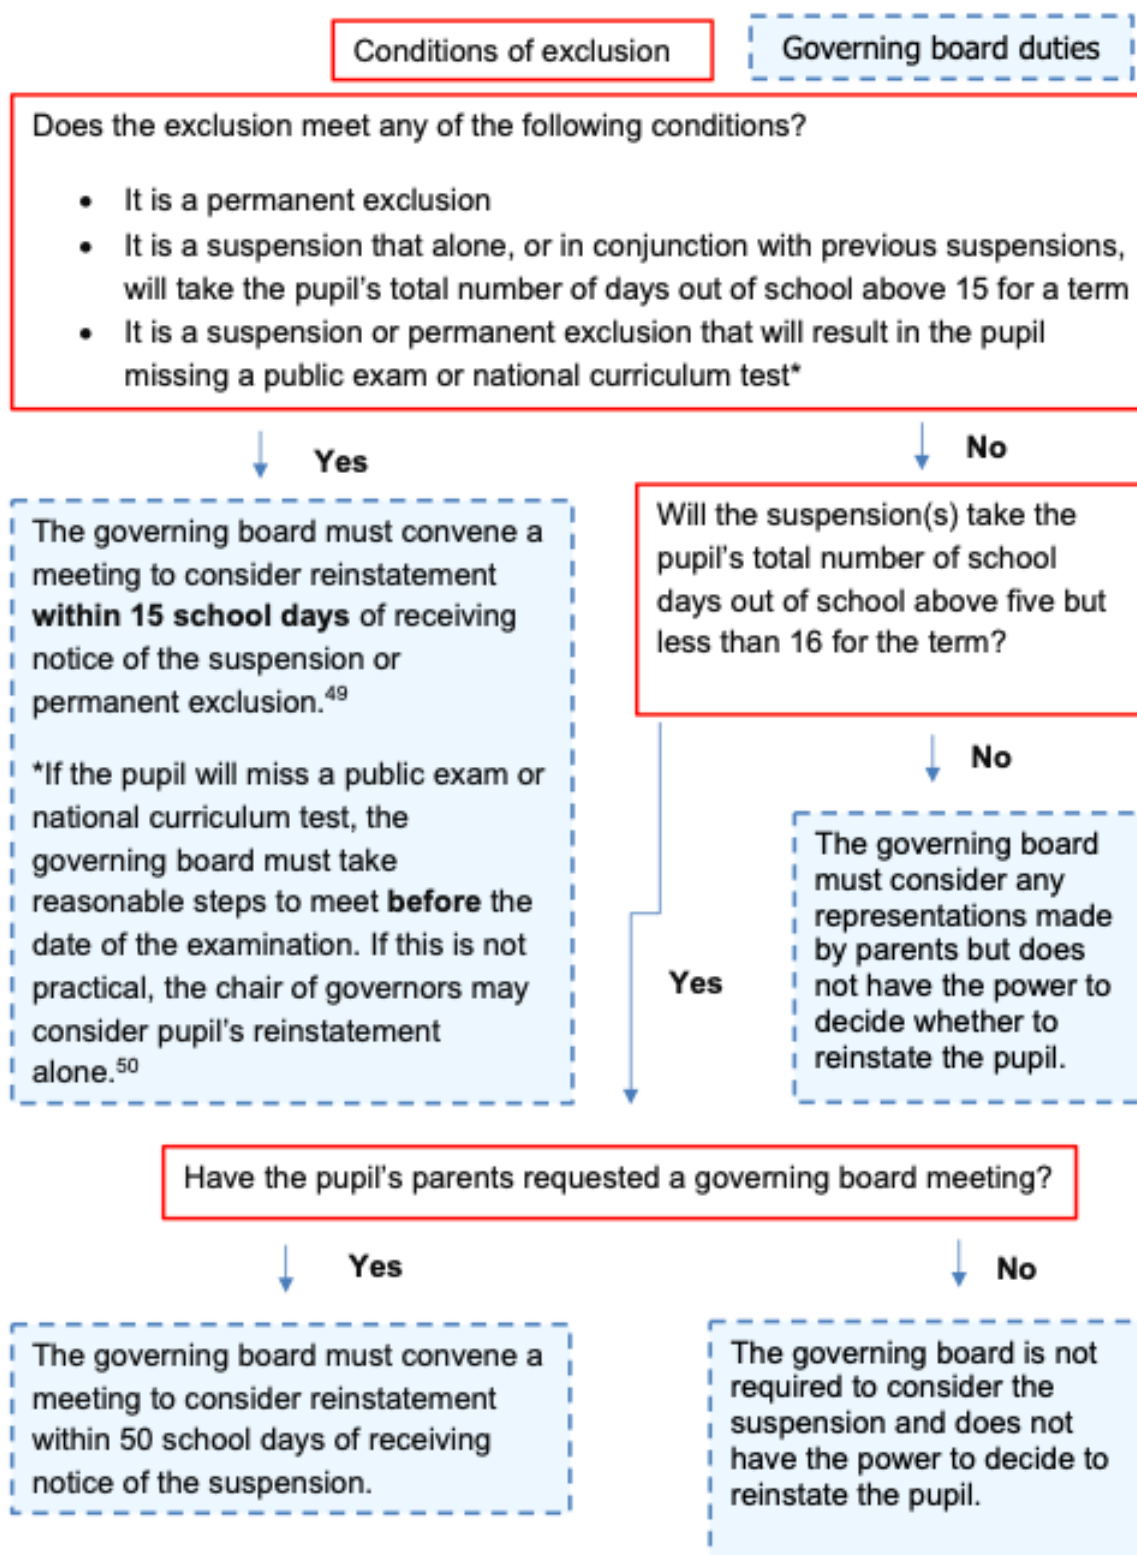 Conditions of exclusion
Governing board duties
Does the exclusion meet any of the following conditions?
• It is a permanent exclusion
• It is a suspension that alone, or in conjunction with previous suspensions,
will take the pupil’s total number of days out of school above 15 for a term
• It is a suspension or permanent exclusion that will result in the pupil
missing a public exam or national curriculum test*
Yes
No
The governing board must convene a
meeting to consider reinstatement
within 15 school days of receiving
notice of the suspension or
permanent exclusion.49
*If the pupil will miss a public exam or
national curriculum test, the
governing board must take
reasonable steps to meet before the
date of the examination. If this is not
practical, the chair of governors may
consider pupil’s reinstatement
alone.50
Will the suspension(s) take the
pupil’s total number of school
days out of school above five but
less than 16 for the term?
No
Yes
The governing board
must consider any
representations made
by parents but does
not have the power to
decide whether to
reinstate the pupil.
Have the pupil’s parents requested a governing board meeting?
Yes
No
The governing board must convene a
meeting to consider reinstatement
within 50 school days of receiving
notice of the suspension.
The governing board is not
required to consider the
suspension and does not
have the power to decide to
reinstate the pupil.